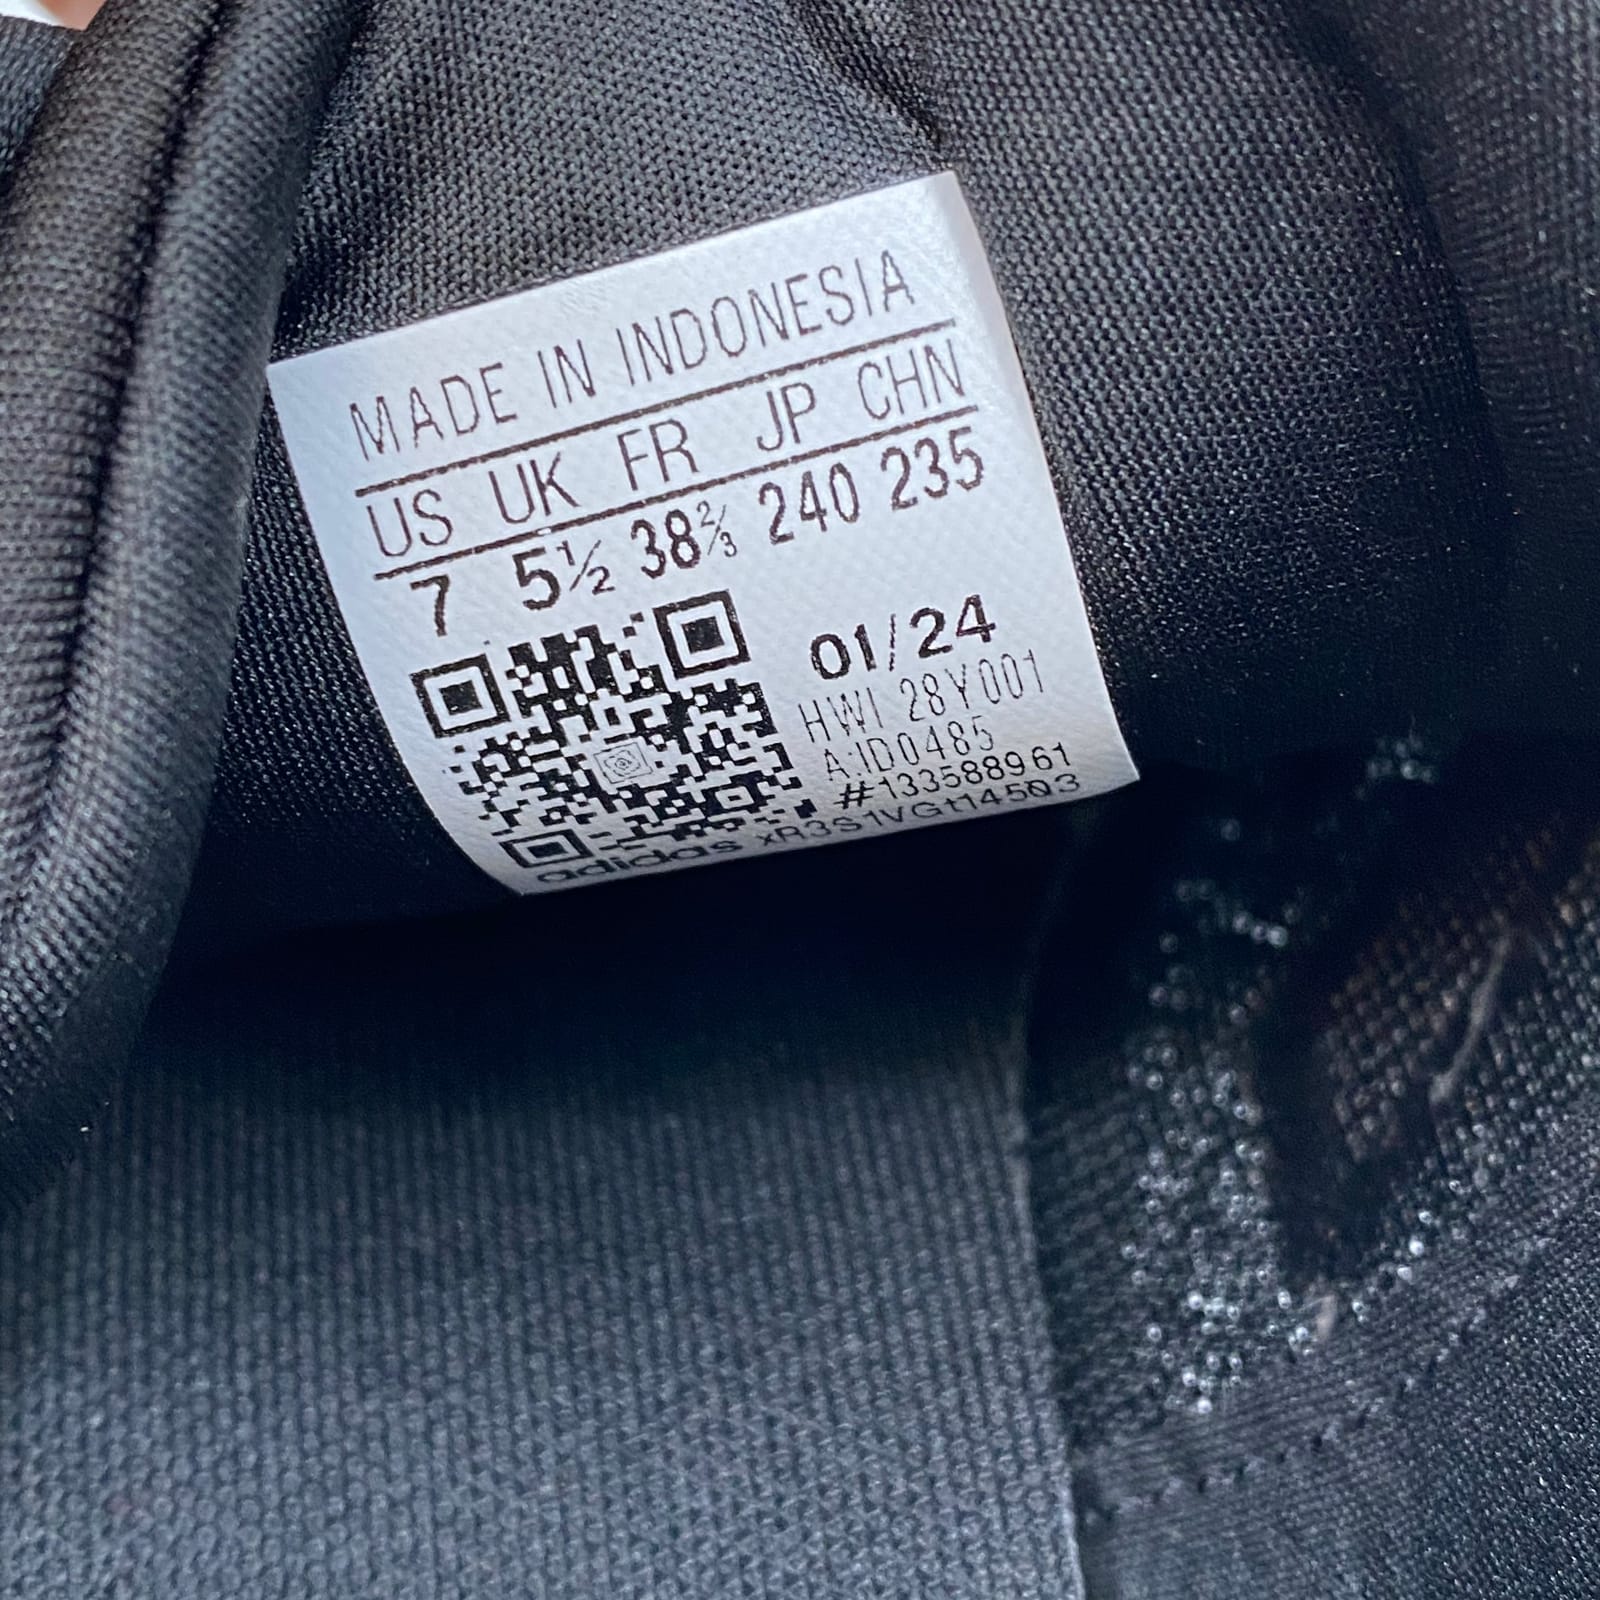 MADE IN INDONESIA
US UK FR JP CHN
7 5½ 38⅔ 240 235
01/24
HWI 28Y001
A:ID0485
#133588961
adidas xR3S1VGt14503